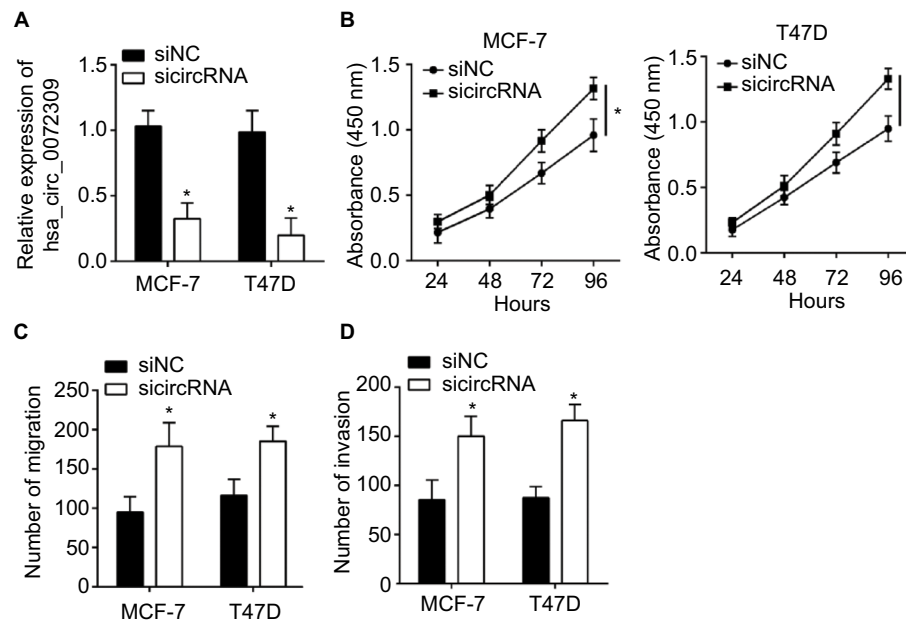 A
siNC
sicircRNA
Relative expression of
hsa_circ_0072309
1.5
1.0
0.5
0.0
*
*
MCF-7
T47D
B
MCF-7
siNC
sicircRNA
Absorbance (450 nm)
1.5
1.0
0.5
0.0
*
24
48
72
96
Hours
T47D
siNC
sicircRNA
Absorbance (450 nm)
1.5
1.0
0.5
0.0
24
48
72
96
Hours
C
siNC
sicircRNA
Number of migration
250
200
150
100
50
0
*
*
MCF-7
T47D
D
siNC
sicircRNA
Number of invasion
200
150
100
50
0
*
*
MCF-7
T47D